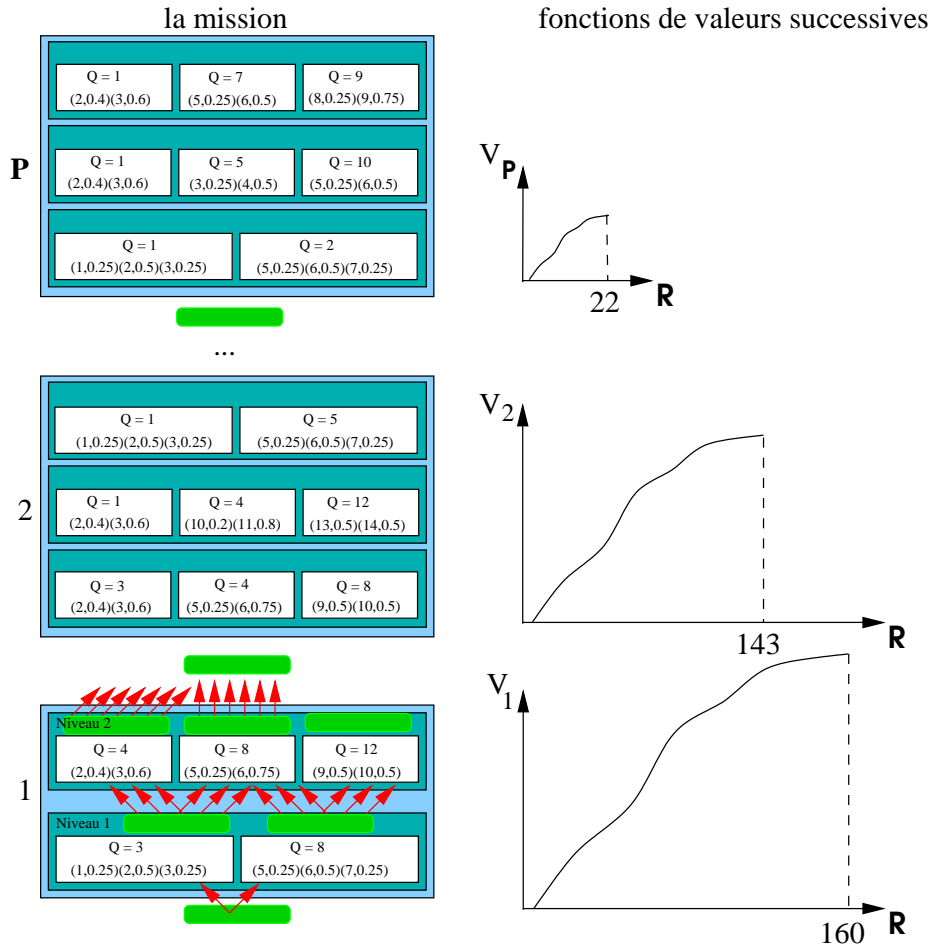 la mission
fonctions de valeurs successives
Q = 1
(2,0.4)(3,0.6)
Q = 7
(5,0.25)(6,0.5)
Q = 9
(8,0.25)(9,0.75)
P
Q = 1
(2,0.4)(3,0.6)
Q = 5
(3,0.25)(4,0.5)
Q = 10
(5,0.25)(6,0.5)
Q = 1
(1,0.25)(2,0.5)(3,0.25)
Q = 2
(5,0.25)(6,0.5)(7,0.25)
V P
R
22
...
Q = 1
(1,0.25)(2,0.5)(3,0.25)
Q = 5
(5,0.25)(6,0.5)(7,0.25)
2
Q = 1
(2,0.4)(3,0.6)
Q = 4
(10,0.2)(11,0.8)
Q = 12
(13,0.5)(14,0.5)
Q = 3
(2,0.4)(3,0.6)
Q = 4
(5,0.25)(6,0.75)
Q = 8
(9,0.5)(10,0.5)
V 2
R
143
1
Niveau 2
Q = 4
(2,0.4)(3,0.6)
Q = 8
(5,0.25)(6,0.75)
Q = 12
(9,0.5)(10,0.5)
Niveau 1
Q = 3
(1,0.25)(2,0.5)(3,0.25)
Q = 8
(5,0.25)(6,0.5)(7,0.25)
V 1
R
160